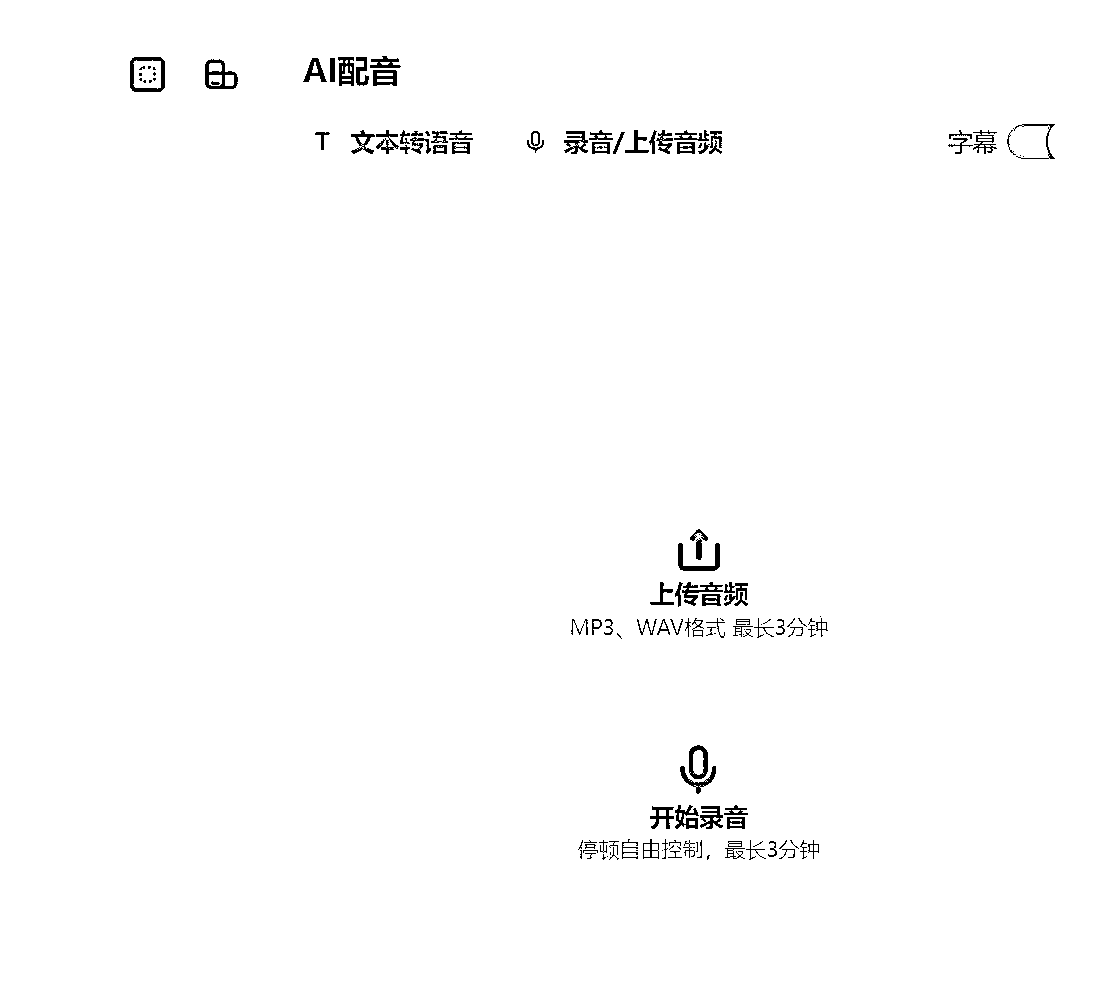 AI配音
T 文本转语音 录音/上传音频 字幕
上传音频
MP3、WAV格式 最长3分钟
开始录音
停顿自由控制，最长3分钟